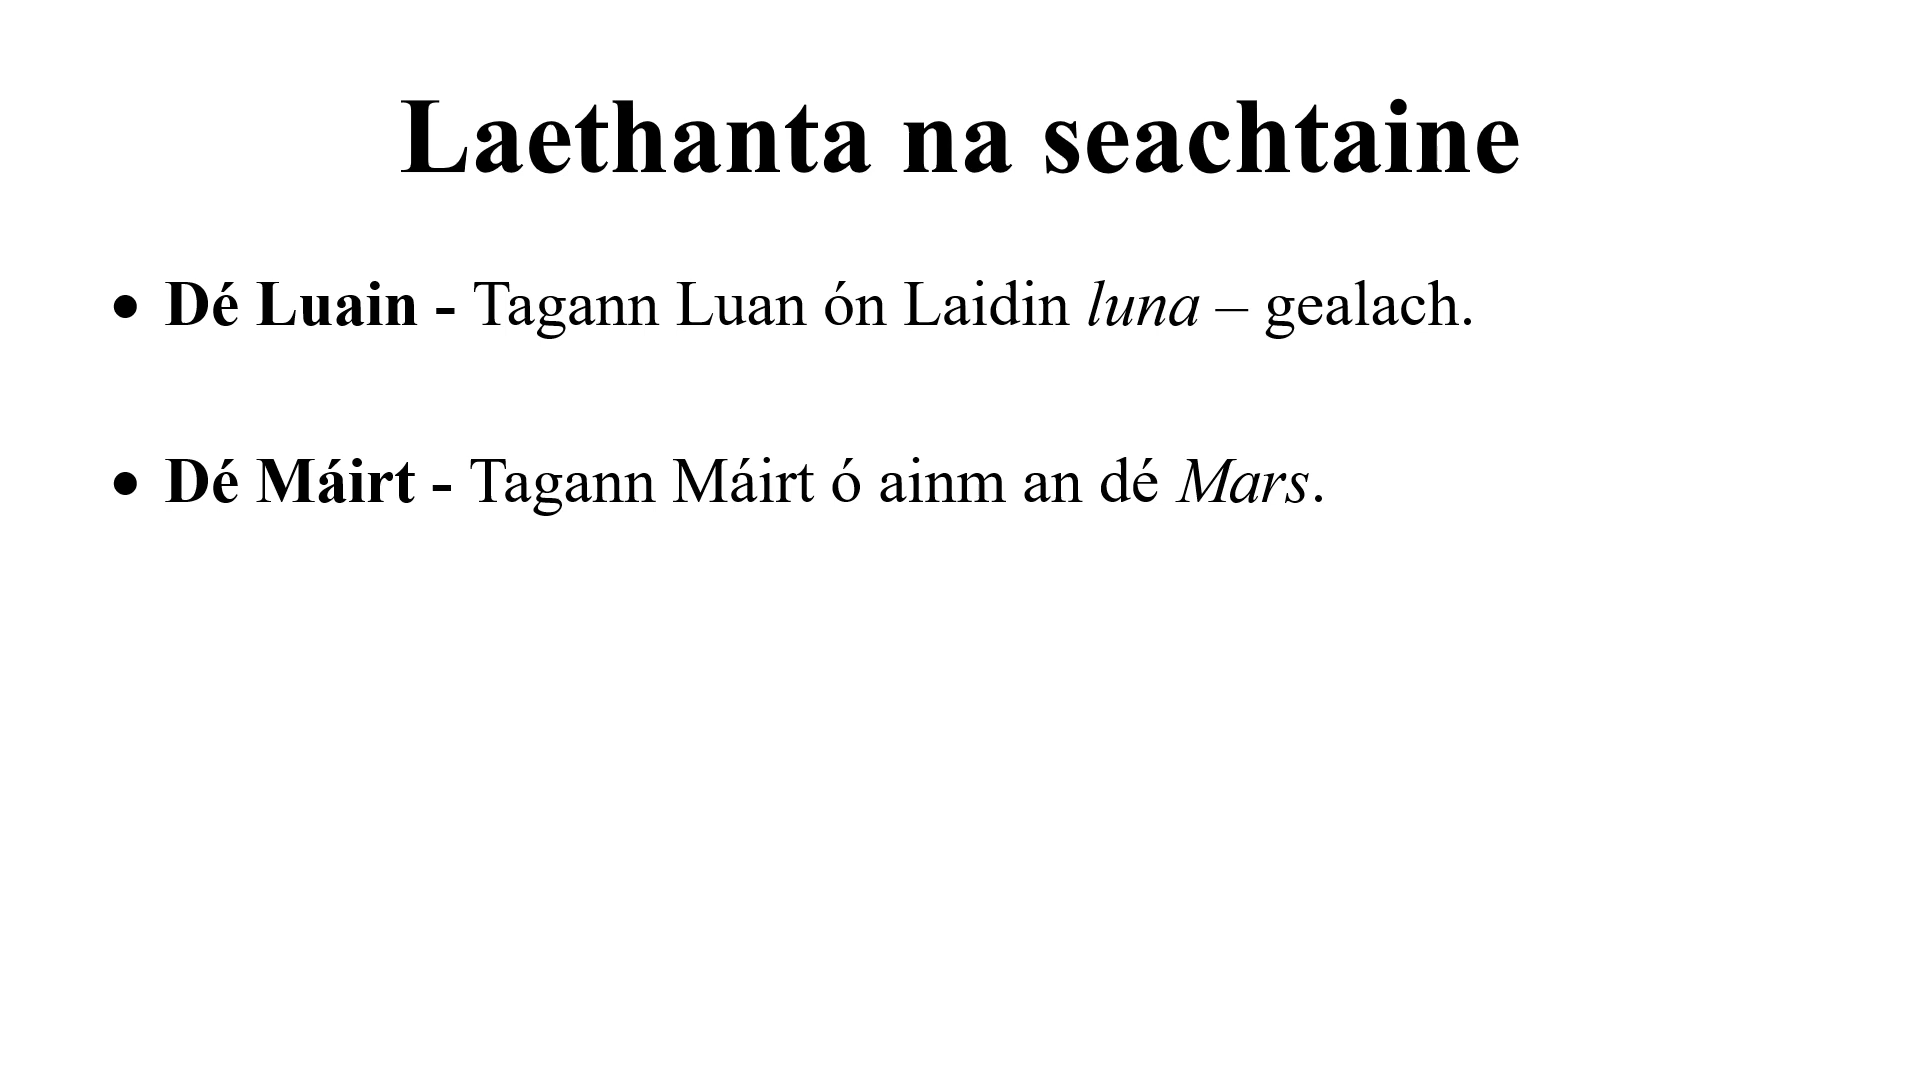 Laethanta na seachtaine
• Dé Luain - Tagann Luan ón Laidin luna – gealach.
• Dé Máirt - Tagann Máirt ó ainm an dé Mars.